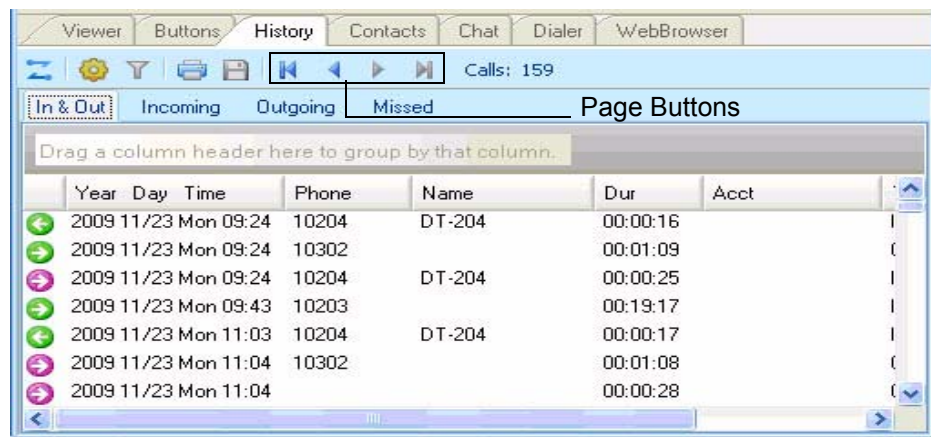 Viewer Buttons History Contacts Chat Dialer WebBrowser
Calls: 159
In & Out Incoming Outgoing Missed Page Buttons
Drag a column header here to group by that column.
Year Day Time Phone Name Dur Acct
2009 11/23 Mon 09:24 10204 DT-204 00:00:16
2009 11/23 Mon 09:24 10302 00:01:09
2009 11/23 Mon 09:24 10204 DT-204 00:00:25
2009 11/23 Mon 09:43 10203 00:19:17
2009 11/23 Mon 11:03 10204 DT-204 00:00:17
2009 11/23 Mon 11:04 10302 00:01:08
2009 11/23 Mon 11:04 00:00:28